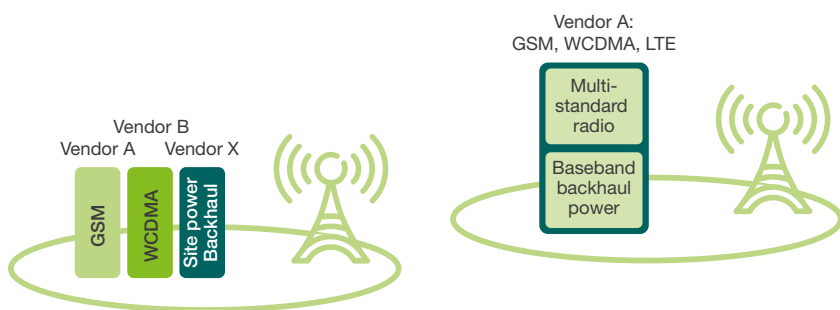 Vendor B
Vendor A
Vendor X
GSM
WCDMA
Site power
Backhaul
Vendor A:
GSM, WCDMA, LTE
Multi-
standard
radio
Baseband
backhaul
power